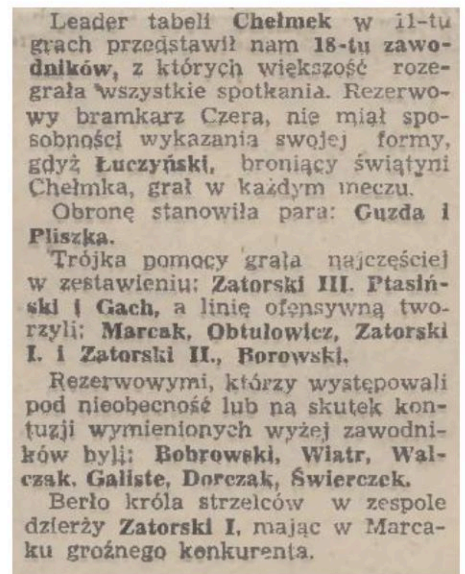 Leader tabeli Chełmek w 11-tu
grach przedstawił nam 18-tu zawo-
dników, z których większość roze-
grała wszystkie spotkania. Rezerwo-
wy bramkarz Czera, nie miał spo-
sobności wykazania swojej formy,
gdyż Łuczyński, broniący świątyni
Chełmka, grał w każdym meczu.
Obronę stanowiła para: Guzda i
Pliszka.
Trójka pomocy grała najczęściej
w zestawieniu: Zatorski III. Ptasiń-
ski i Gach, a linię ofensywną two-
rzyli: Marcak, Obtułowicz, Zatorski
I. i Zatorski II., Borowski.
Rezerwowymi, którzy występowali
pod nieobecność lub na skutek kon-
tuzji wymienionych wyżej zawodni-
ków byli: Bobrowski, Wiatr, Wal-
czak, Galiste, Dorczak, Świerczek.
Berło króla strzelców w zespole
dzierży Zatorski I, mając w Marca-
ku groźnego konkurenta.